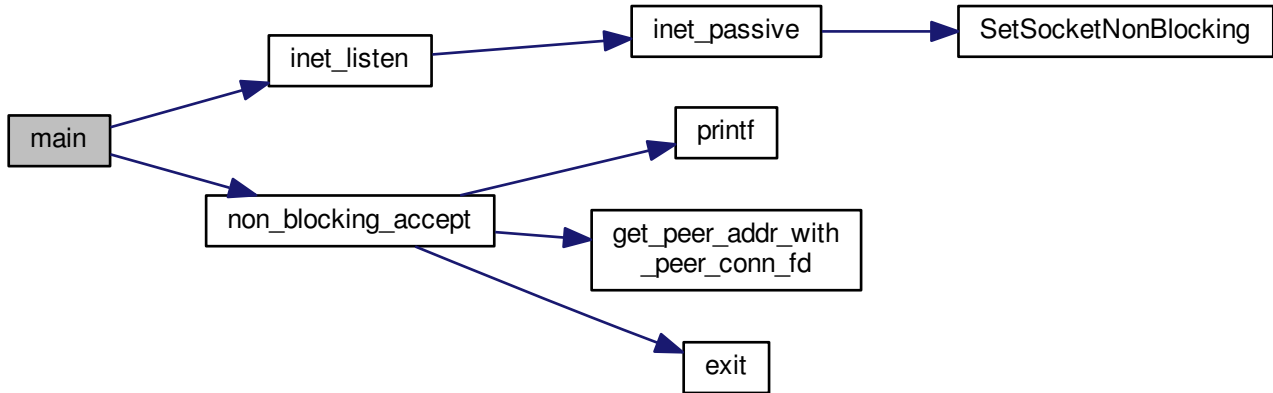 main
inet_listen
inet_passive
SetSocketNonBlocking
non_blocking_accept
printf
get_peer_addr_with
_peer_conn_fd
exit